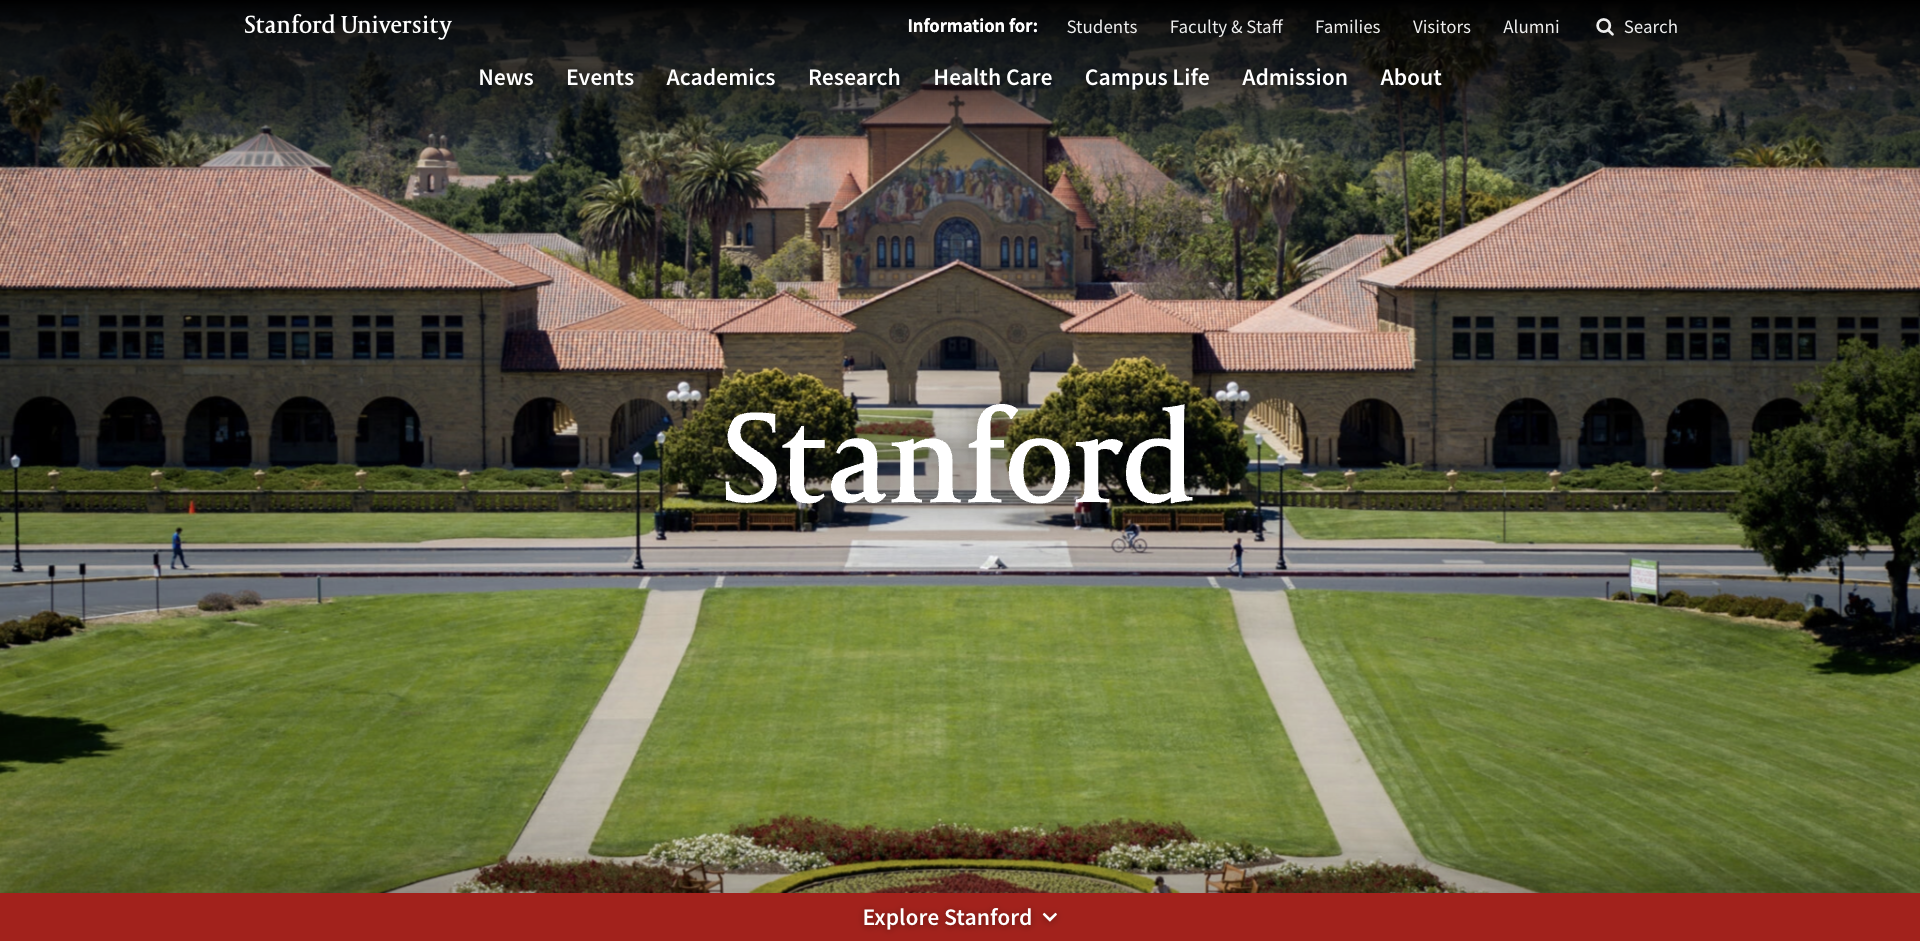 Stanford University
Information for: Students Faculty & Staff Families Visitors Alumni Search
News Events Academics Research Health Care Campus Life Admission About
Stanford
Explore Stanford